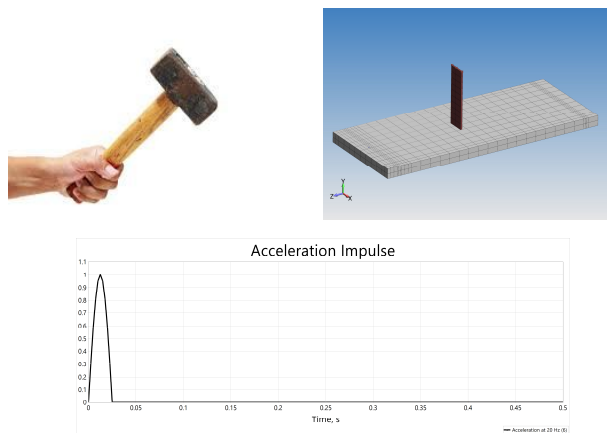 Y
Z X
Acceleration Impulse
1.1
1
0.9
0.8
0.7
0.6
0.5
0.4
0.3
0.2
0.1
0
0 0.05 0.1 0.15 0.2 0.25 0.3 0.35 0.4 0.45 0.5
Time, s
Acceleration at 20 Hz (6)